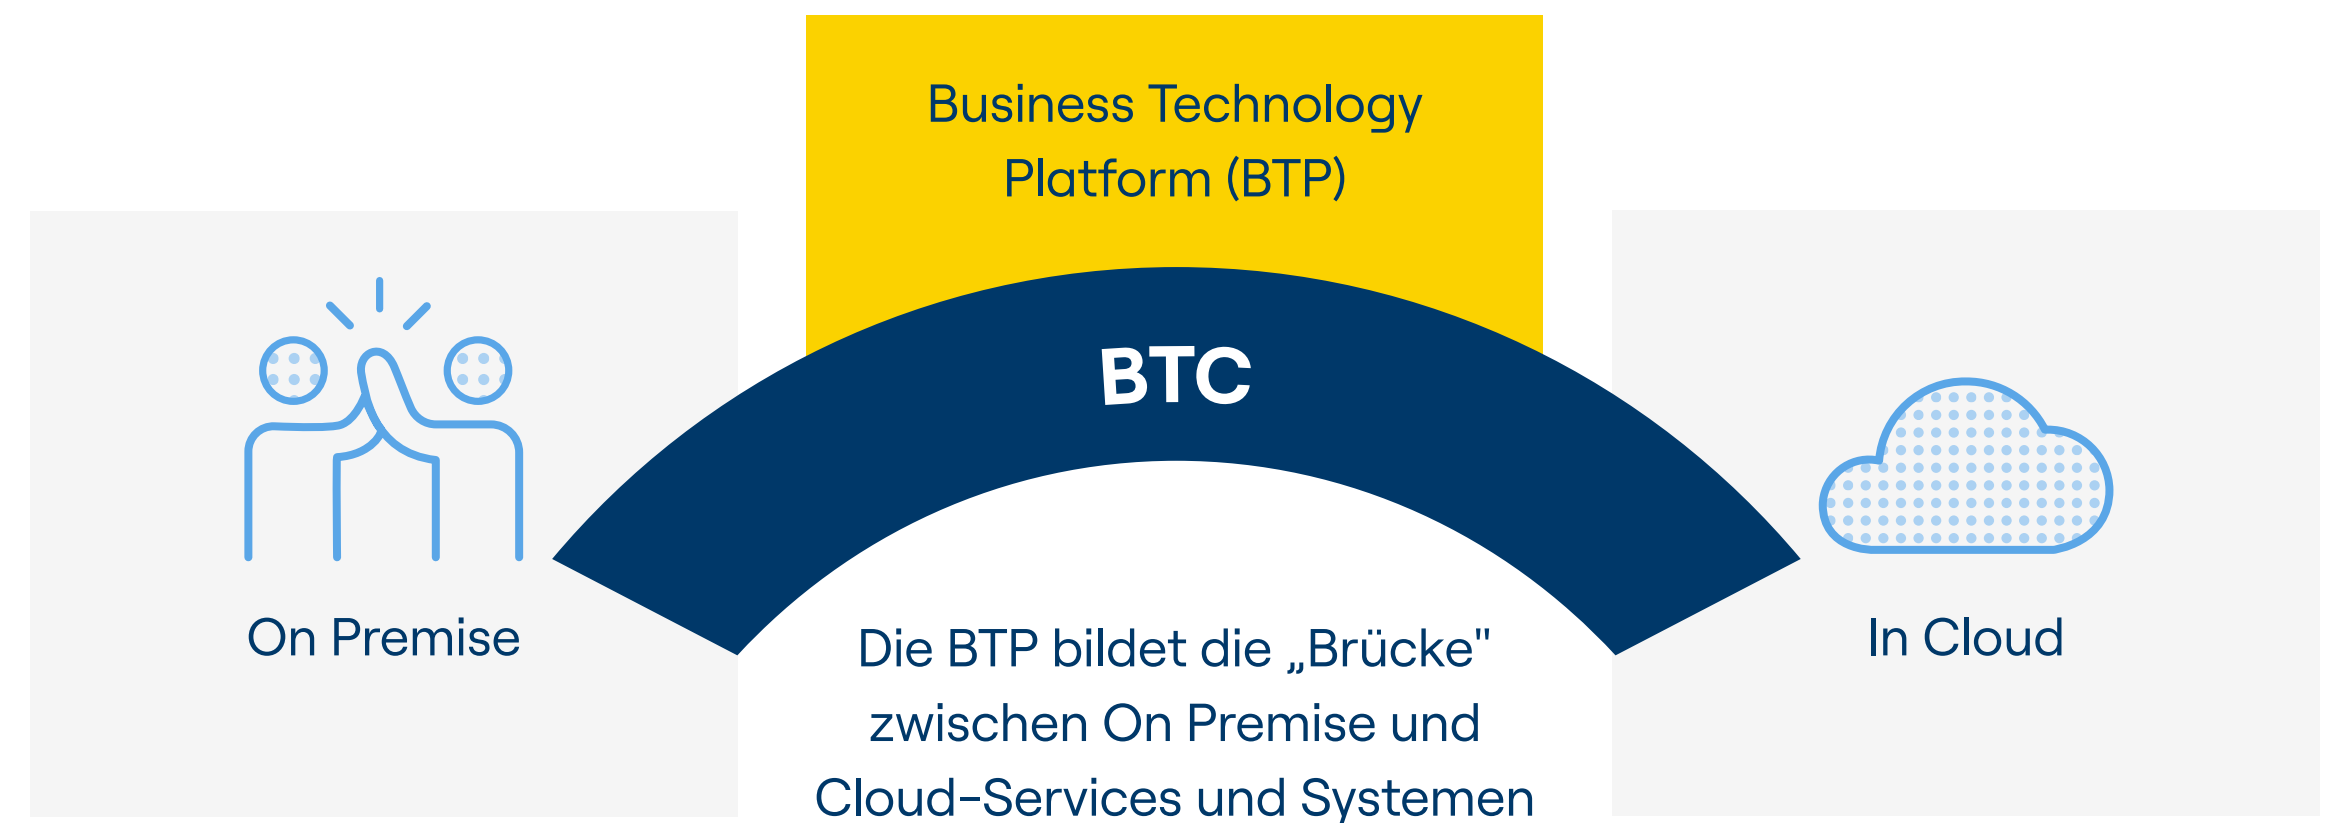 Business Technology
Platform (BTP)
BTC
On Premise
In Cloud
Die BTP bildet die „Brücke"
zwischen On Premise und
Cloud-Services und Systemen